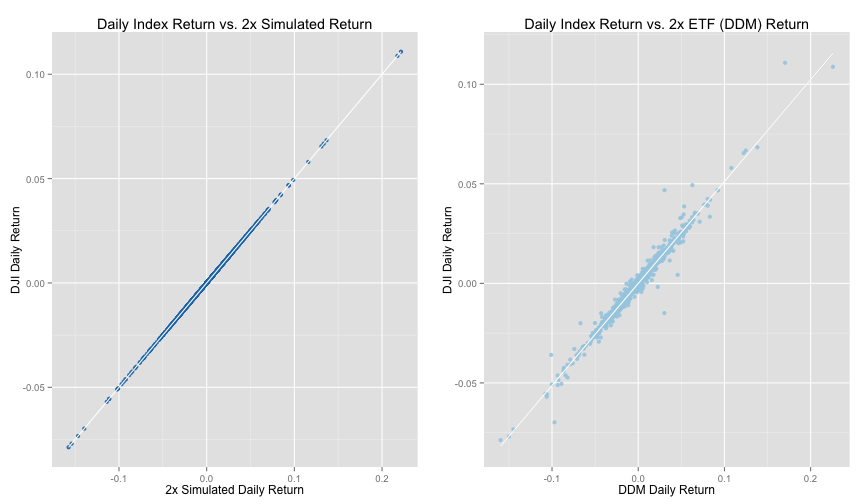 Daily Index Return vs. 2x Simulated Return
0.10
0.05
0.00
-0.05
DJI Daily Return
-0.1
0.0
0.1
0.2
2x Simulated Daily Return
Daily Index Return vs. 2x ETF (DDM) Return
0.10
0.05
0.00
-0.05
DJI Daily Return
-0.1
0.0
0.1
0.2
DDM Daily Return